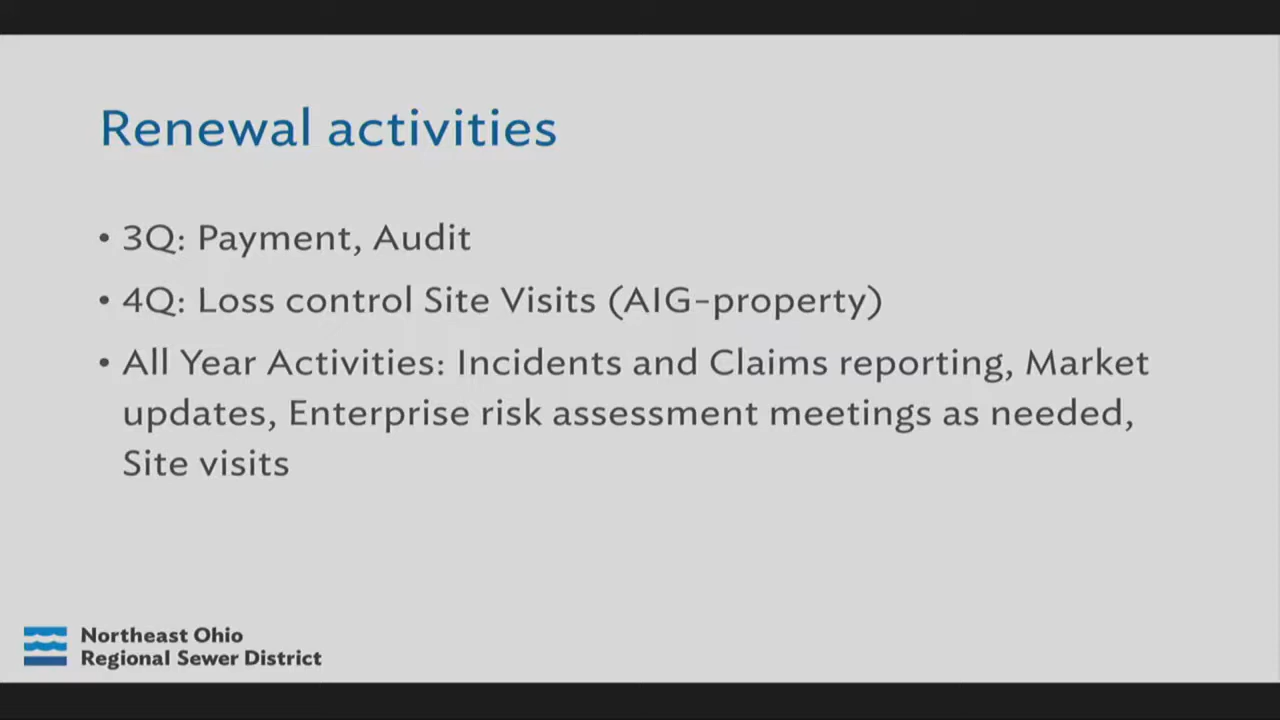 Renewal activities
• 3Q: Payment, Audit
• 4Q: Loss control Site Visits (AIG-property)
• All Year Activities: Incidents and Claims reporting, Market
updates, Enterprise risk assessment meetings as needed,
Site visits
Northeast Ohio
Regional Sewer District